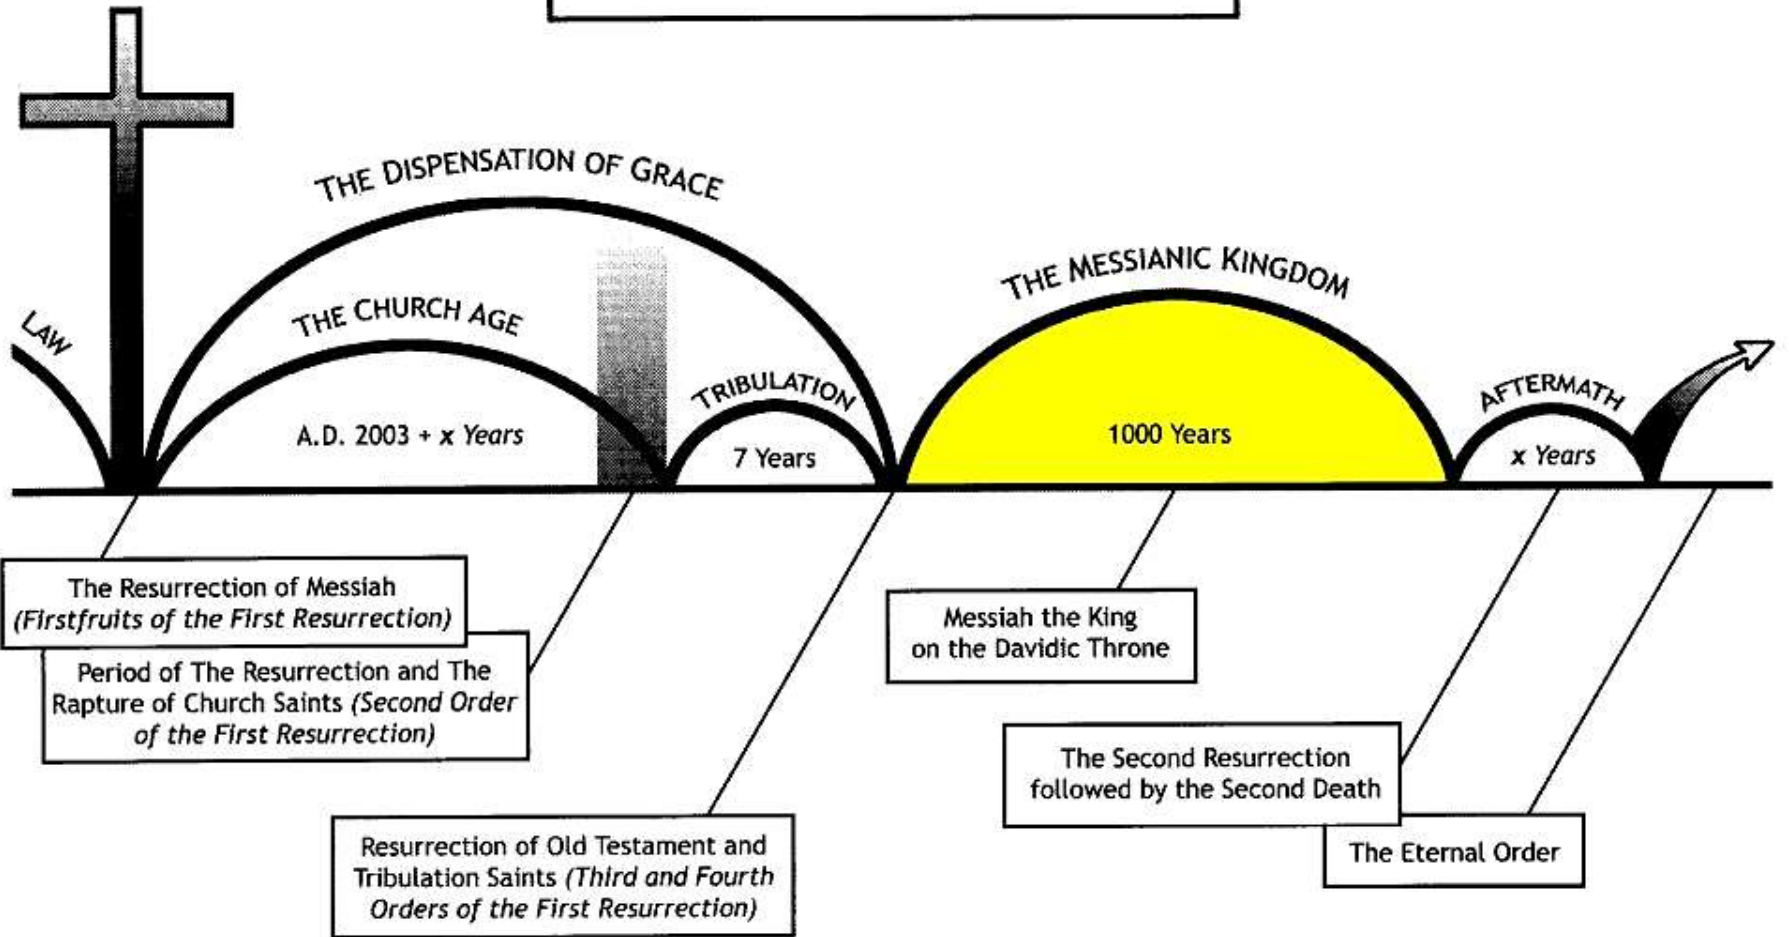 THE DISPENSATION OF GRACE
THE MESSIANIC KINGDOM
THE CHURCH AGE
LAW
TRIBULATION
AFTERMATH
A.D. 2003 + x Years
7 Years
1000 Years
x Years
The Resurrection of Messiah
(Firstfruits of the First Resurrection)
Period of The Resurrection and The
Rapture of Church Saints (Second Order
of the First Resurrection)
Resurrection of Old Testament and
Tribulation Saints (Third and Fourth
Orders of the First Resurrection)
Messiah the King
on the Davidic Throne
The Second Resurrection
followed by the Second Death
The Eternal Order